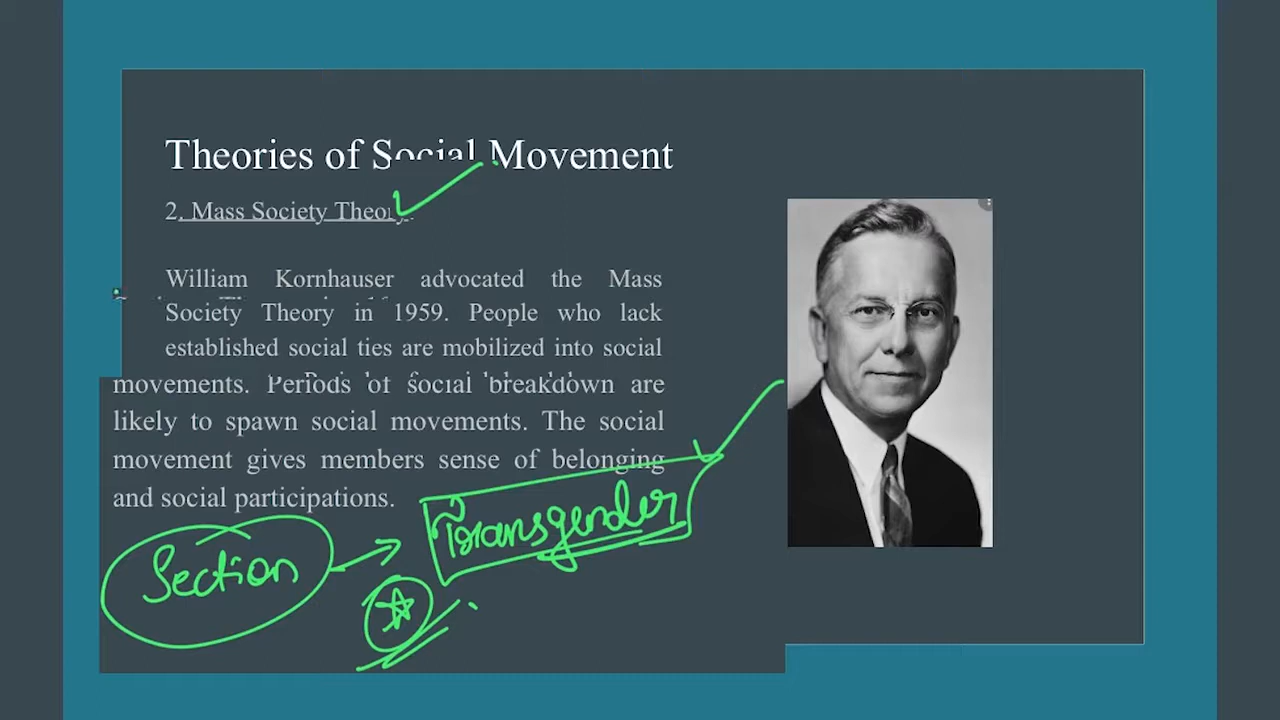 Theories of Social Movement
2. Mass Society Theory
William Kornhauser advocated the Mass
Society Theory in 1959. People who lack
established social ties are mobilized into social
movements. Periods of social breakdown are
likely to spawn social movements. The social
movement gives members sense of belonging
and social participations.
Transgender
Section